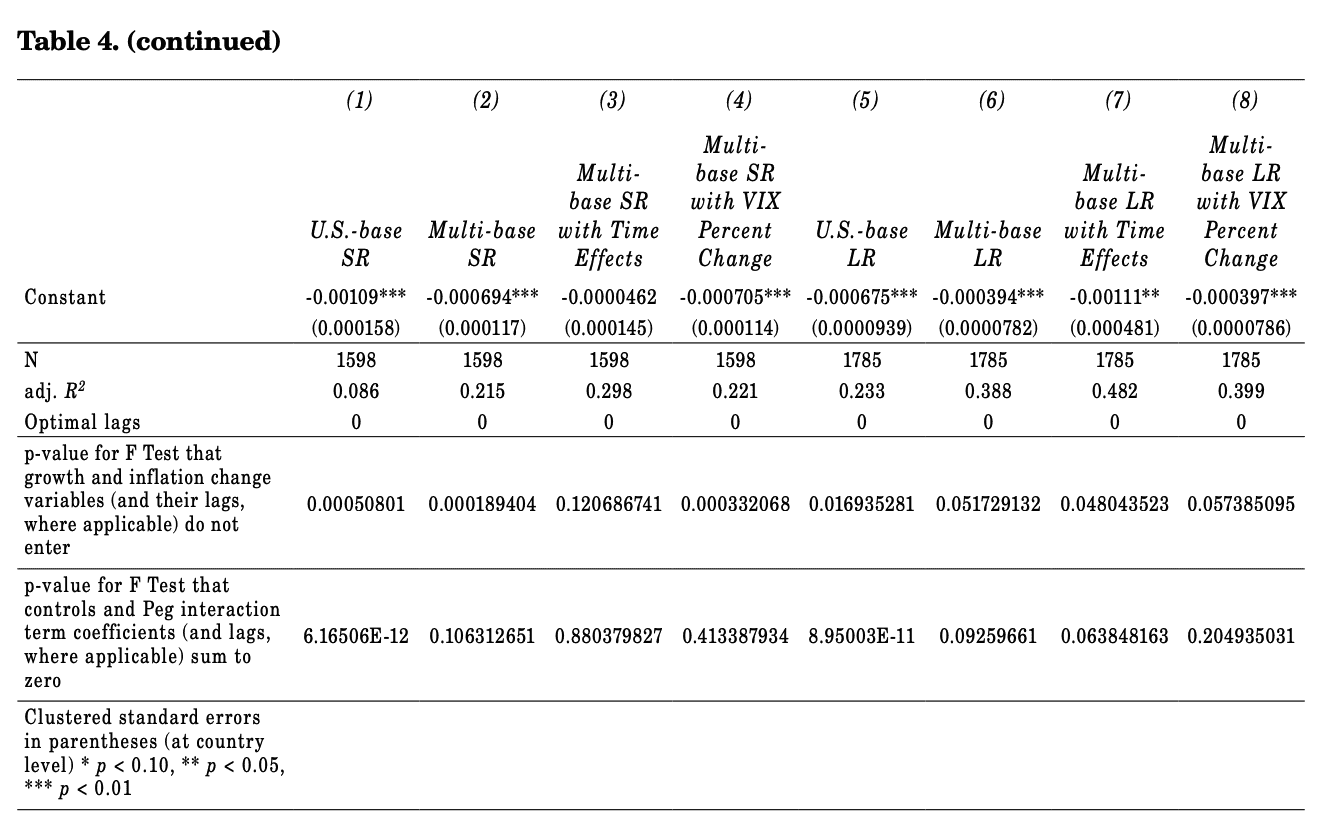 Table 4. (continued)
(1) (2) (3) (4) (5) (6) (7) (8)
Multi- Multi-
Multi- base SR Multi- base LR
base SR with VIX base LR with VIX
U.S.-base Multi-base with Time Percent U.S.-base Multi-base with Time Percent
SR SR Effects Change LR LR Effects Change
Constant -0.00109*** -0.000694*** -0.0000462 -0.000705*** -0.000675*** -0.000394*** -0.00111** -0.000397***
(0.000158) (0.000117) (0.000145) (0.000114) (0.0000939) (0.0000782) (0.000481) (0.0000786)
N 1598 1598 1598 1598 1785 1785 1785 1785
adj. R² 0.086 0.215 0.298 0.221 0.233 0.388 0.482 0.399
Optimal lags 0 0 0 0 0 0 0 0
p-value for F Test that
growth and inflation change
variables (and their lags, 0.00050801 0.000189404 0.120686741 0.000332068 0.016935281 0.051729132 0.048043523 0.057385095
where applicable) do not
enter
p-value for F Test that
controls and Peg interaction
term coefficients (and lags, 6.16506E-12 0.106312651 0.880379827 0.413387934 8.95003E-11 0.09259661 0.063848163 0.204935031
where applicable) sum to
zero
Clustered standard errors
in parentheses (at country
level) * p < 0.10, ** p < 0.05,
*** p < 0.01